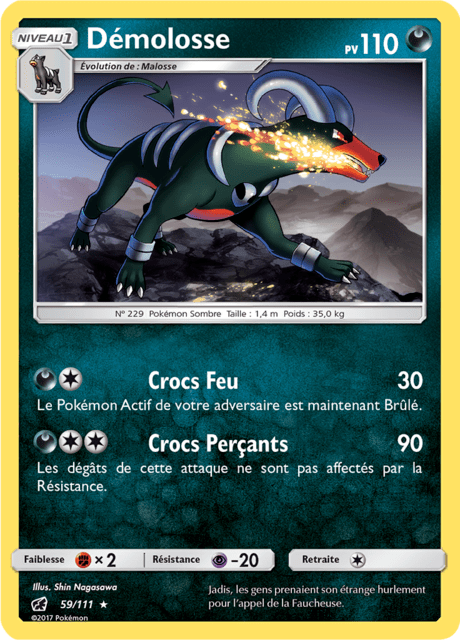 NIVEAU 1
Démolosse
PV 110
Évolution de : Malosse
N° 229 Pokémon Sombre Taille : 1,4 m Poids : 35,0 kg
Crocs Feu 30
Le Pokémon Actif de votre adversaire est maintenant Brûlé.
Crocs Perçants 90
Les dégâts de cette attaque ne sont pas affectés par la
Résistance.
Faiblesse ×2 Résistance -20 Retraite
Illus. Shin Nagasawa
59/111 ★
©2017 Pokémon
Jadis, les gens prenaient son étrange hurlement
pour l'appel de la Faucheuse.